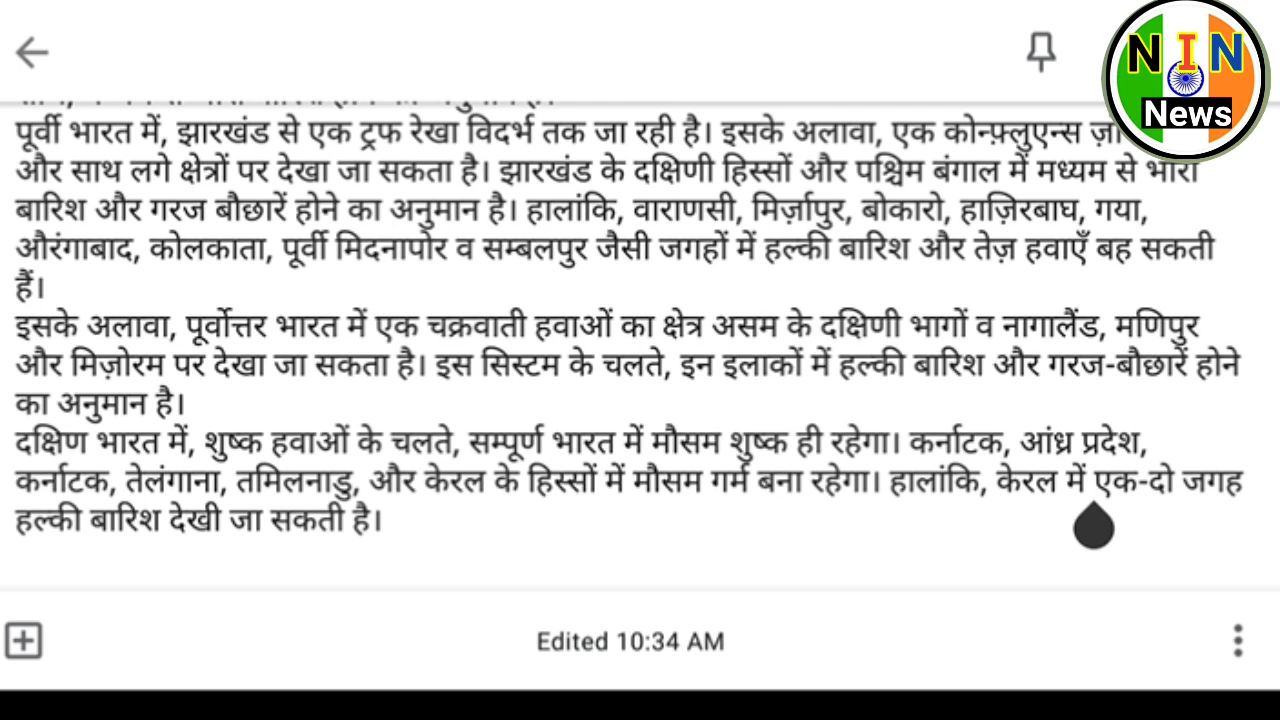 NIN
News
पूर्वी भारत में, झारखंड से एक ट्रफ रेखा विदर्भ तक जा रही है। इसके अलावा, एक कोन्फ़्लुएन्स
और साथ लगे क्षेत्रों पर देखा जा सकता है। झारखंड के दक्षिणी हिस्सों और पश्चिम बंगाल में मध्यम से भारी
बारिश और गरज बौछारें होने का अनुमान है। हालांकि, वाराणसी, मिर्ज़ापुर, बोकारो, हाज़िरबाघ, गया,
औरंगाबाद, कोलकाता, पूर्वी मिदनापोर व सम्बलपुर जैसी जगहों में हल्की बारिश और तेज़ हवाएँ बह सकती
हैं।
इसके अलावा, पूर्वोत्तर भारत में एक चक्रवाती हवाओं का क्षेत्र असम के दक्षिणी भागों व नागालैंड, मणिपुर
और मिज़ोरम पर देखा जा सकता है। इस सिस्टम के चलते, इन इलाकों में हल्की बारिश और गरज-बौछारें होने
का अनुमान है।
दक्षिण भारत में, शुष्क हवाओं के चलते, सम्पूर्ण भारत में मौसम शुष्क ही रहेगा। कर्नाटक, आंध्र प्रदेश,
कर्नाटक, तेलंगाना, तमिलनाडु, और केरल के हिस्सों में मौसम गर्म बना रहेगा। हालांकि, केरल में एक-दो जगह
हल्की बारिश देखी जा सकती है।
Edited 10:34 AM